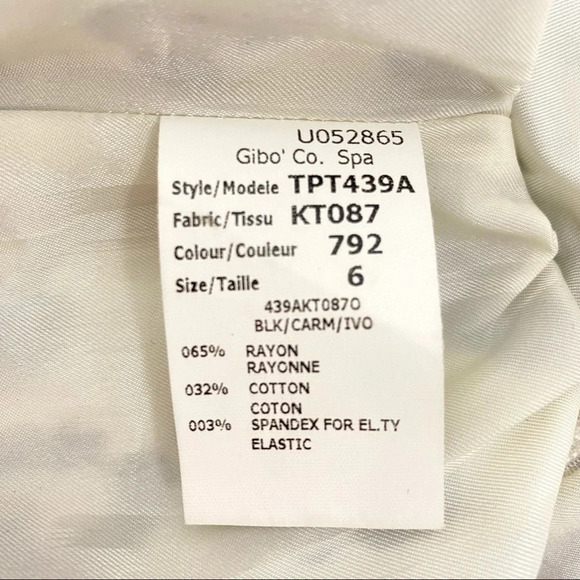 U052865
Gibo' Co. Spa
Style/Modele TPT439A
Fabric/Tissu KT087
Colour/Couleur 792
Size/Taille 6
439AKT087O
BLK/CARM/IVO
065% RAYON
RAYONNE
032% COTTON
COTON
003% SPANDEX FOR EL.TY
ELASTIC